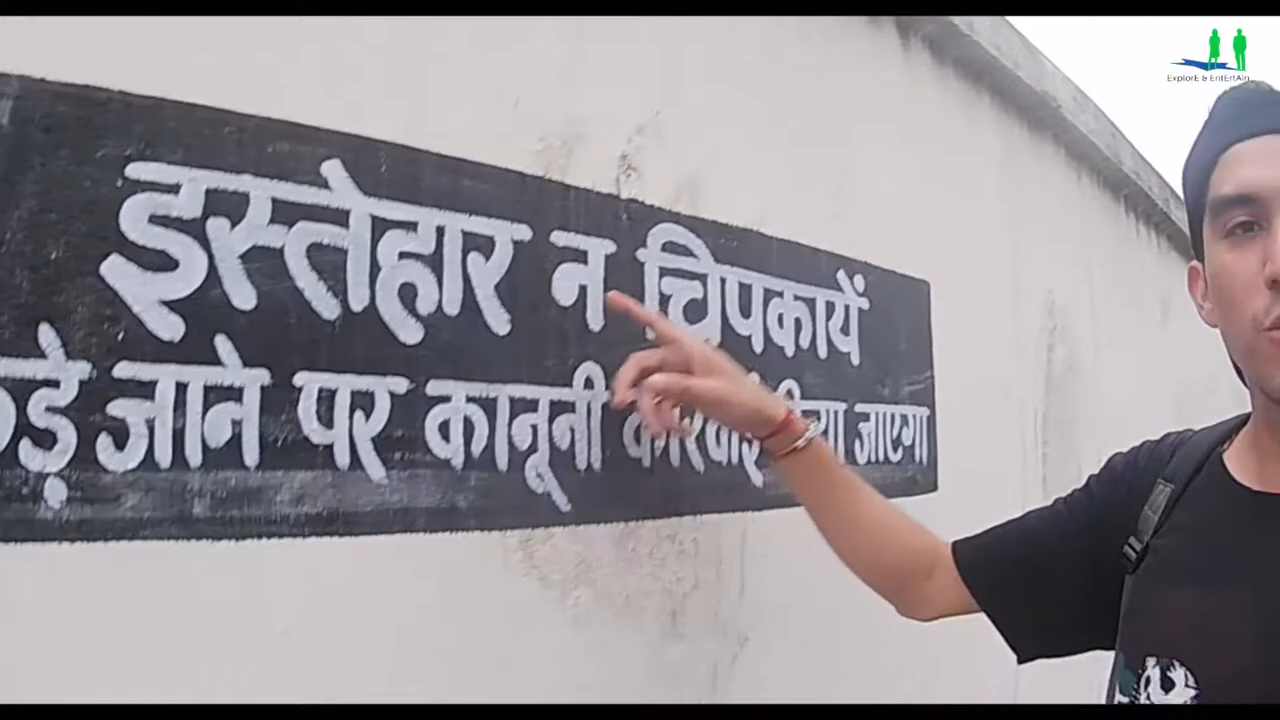 इस्तेहार न चिपकायें
जाने पर कानूनी जाएगा
ExplorE & EntErtAin